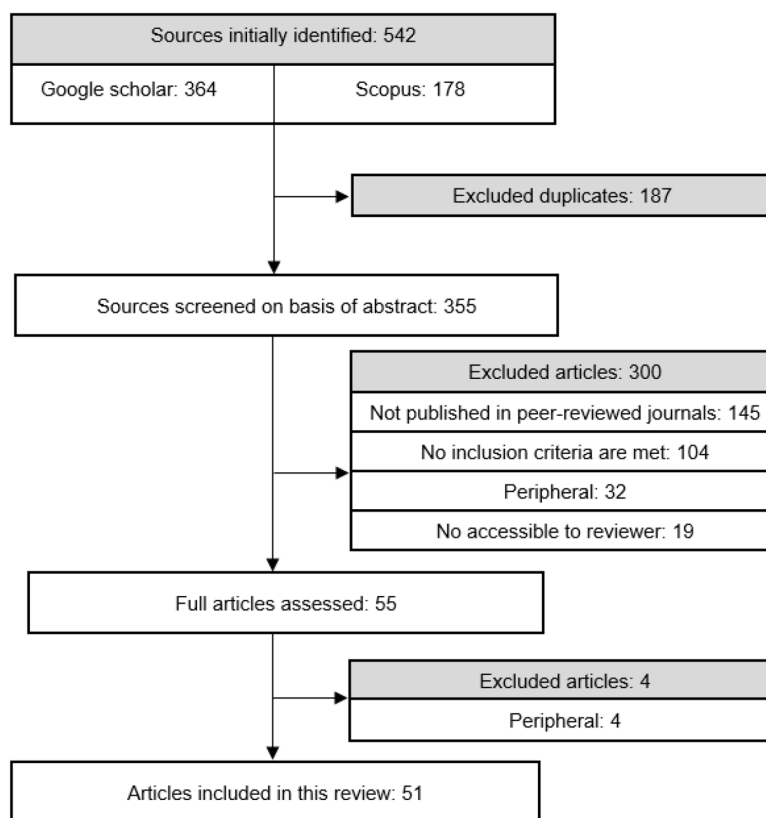 Sources initially identified: 542
Google scholar: 364
Scopus: 178
Excluded duplicates: 187
Sources screened on basis of abstract: 355
Excluded articles: 300
Not published in peer-reviewed journals: 145
No inclusion criteria are met: 104
Peripheral: 32
No accessible to reviewer: 19
Full articles assessed: 55
Excluded articles: 4
Peripheral: 4
Articles included in this review: 51